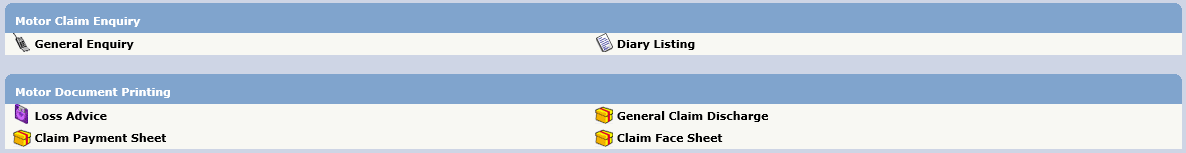 Motor Claim Enquiry
General Enquiry
Diary Listing
Motor Document Printing
Loss Advice
General Claim Discharge
Claim Payment Sheet
Claim Face Sheet